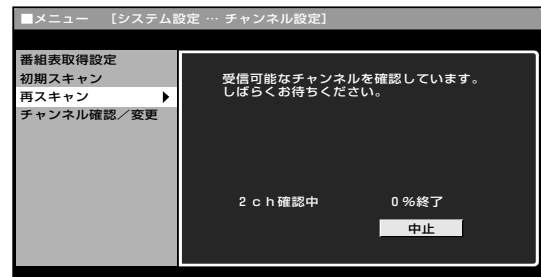 ■メニュー [システム設定 … チャンネル設定]
番組表取得設定
初期スキャン
再スキャン ▶
チャンネル確認／変更
受信可能なチャンネルを確認しています。
しばらくお待ちください。
２ｃｈ確認中 ０％終了
中止